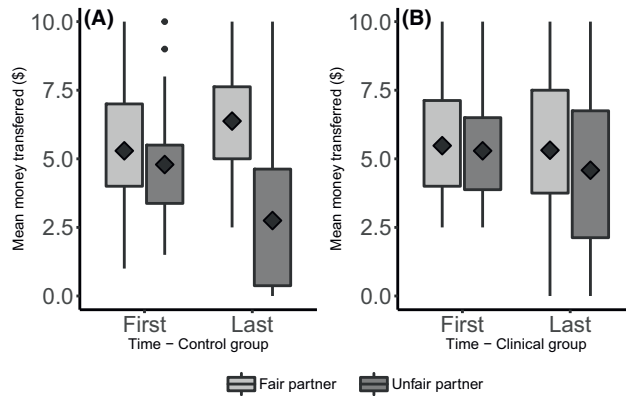 (A)
Mean money transferred ($)
10.0
7.5
5.0
2.5
0.0
First Last
Time − Control group
(B)
Mean money transferred ($)
10.0
7.5
5.0
2.5
0.0
First Last
Time − Clinical group
Fair partner Unfair partner